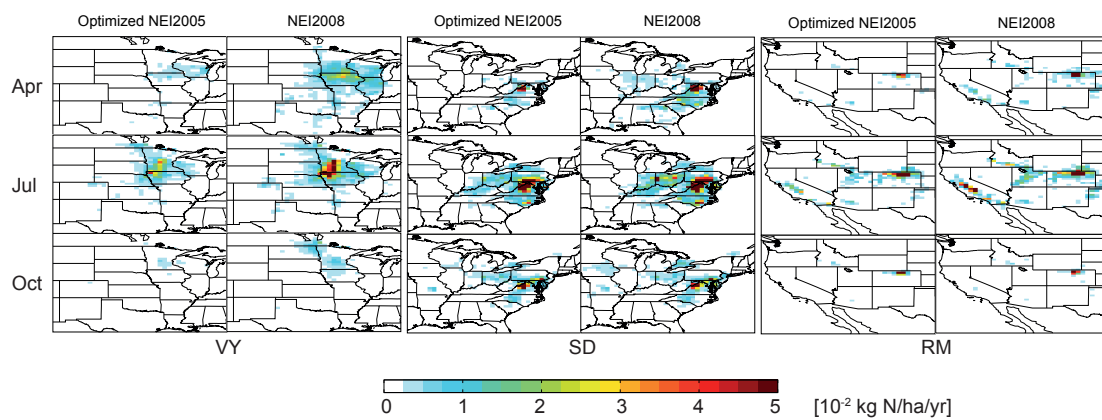 Optimized NEI2005 NEI2008 Optimized NEI2005 NEI2008 Optimized NEI2005 NEI2008
Apr
Jul
Oct
VY SD RM
0 1 2 3 4 5 [10⁻² kg N/ha/yr]